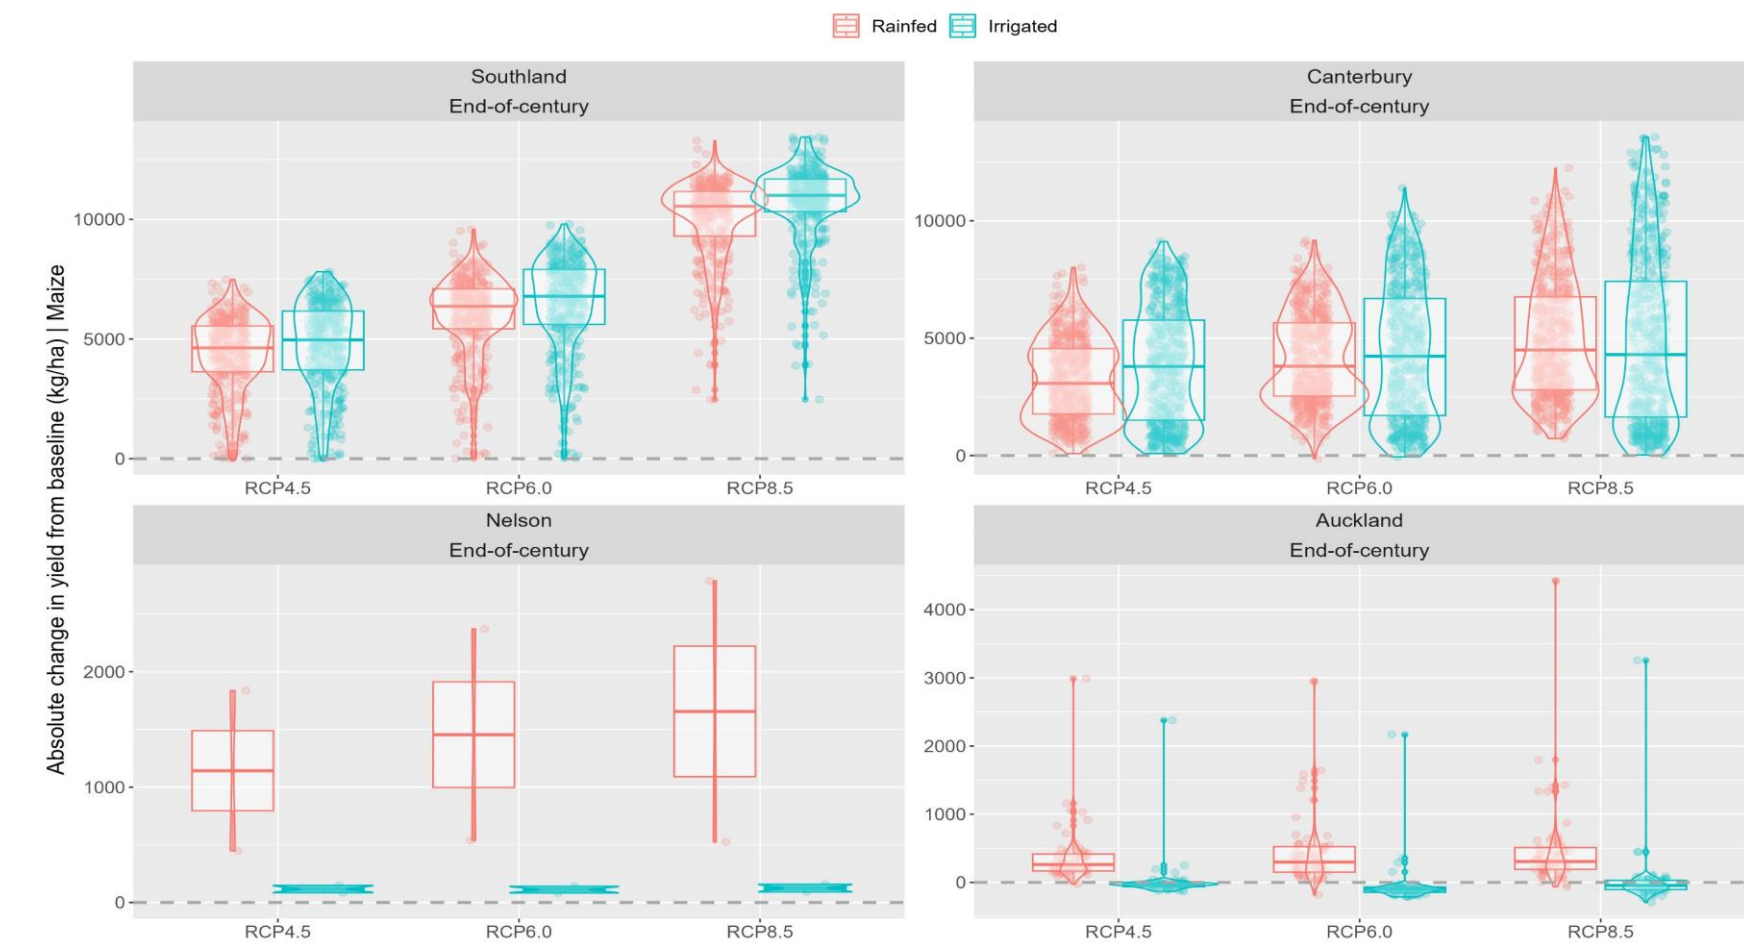 Rainfed Irrigated
Absolute change in yield from baseline (kg/ha) | Maize
Southland
End-of-century
10000
5000
0
RCP4.5 RCP6.0 RCP8.5
Canterbury
End-of-century
10000
5000
0
RCP4.5 RCP6.0 RCP8.5
Nelson
End-of-century
2000
1000
0
RCP4.5 RCP6.0 RCP8.5
Auckland
End-of-century
4000
3000
2000
1000
0
RCP4.5 RCP6.0 RCP8.5